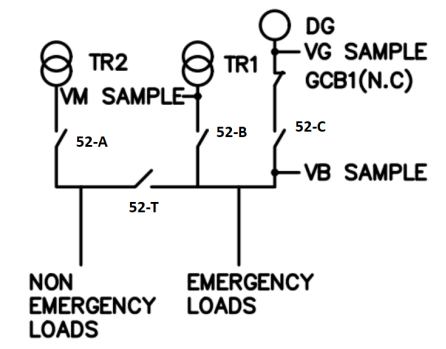 DG
VG SAMPLE
TR2
TR1
GCB1(N.C)
VM SAMPLE
52-A
52-B
52-C
VB SAMPLE
52-T
NON
EMERGENCY
LOADS
EMERGENCY
LOADS